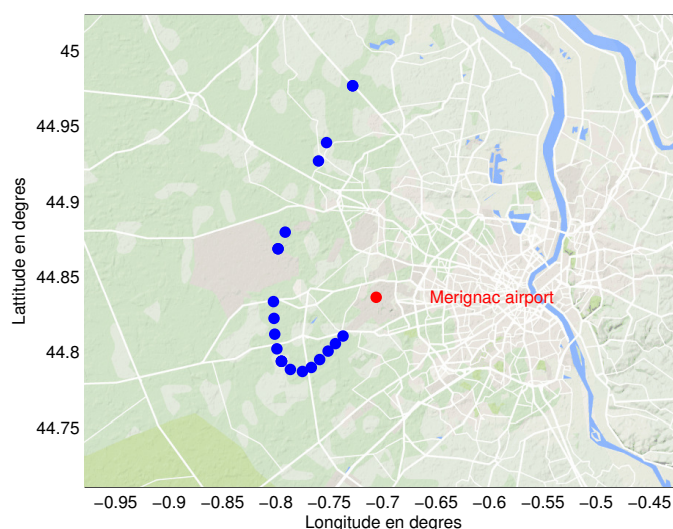 45
44.95
44.9
44.85
44.8
44.75
Lattitude en degres
Merignac airport
−0.95 −0.9 −0.85 −0.8 −0.75 −0.7 −0.65 −0.6 −0.55 −0.5 −0.45
Longitude en degres